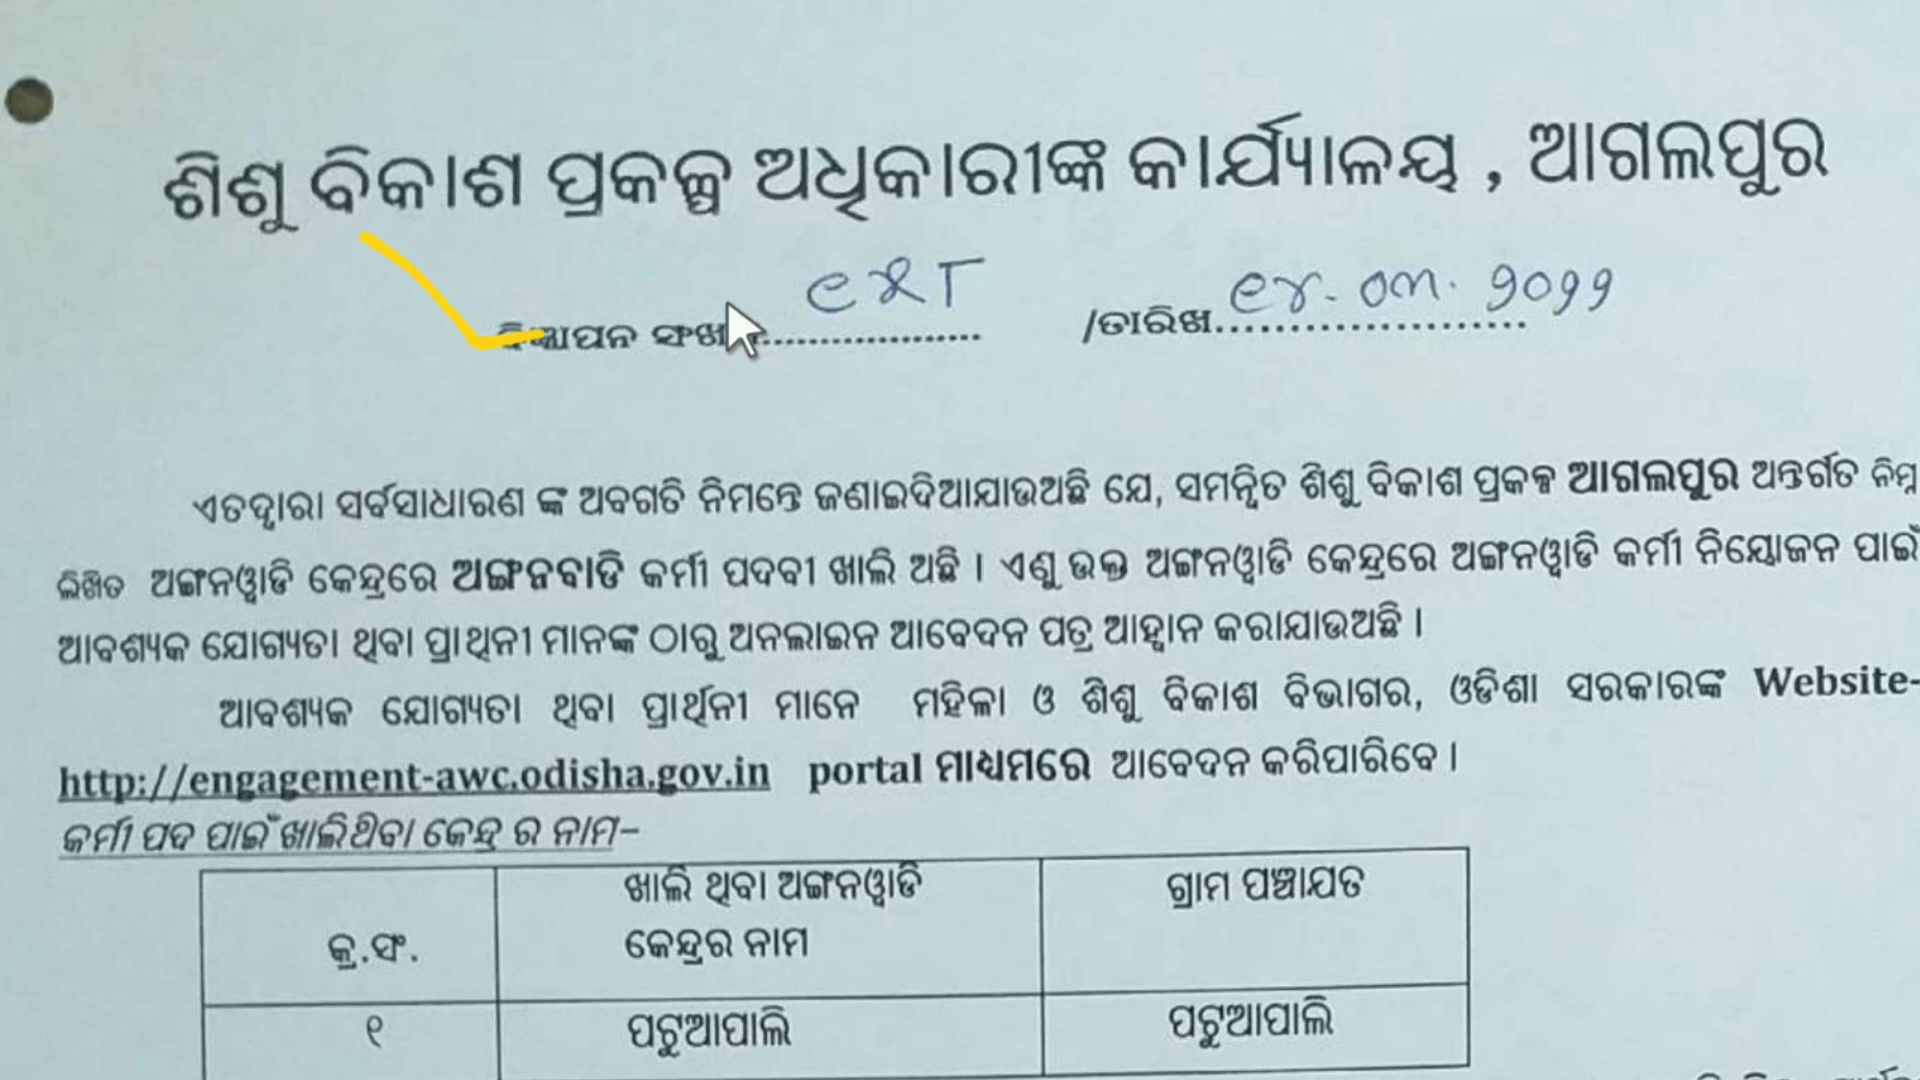 ଶିଶୁ ବିକାଶ ପ୍ରକଳ୍ପ ଅଧିକାରୀଙ୍କ କାର୍ଯ୍ୟାଳୟ , ଆଗଲପୁର
ବିଜ୍ଞାପନ ସଂଖ୍ୟା.................... /ତାରିଖ..୧୪.୦୩.୨୦୨୨
ଏତଦ୍ଦ୍ୱାରା ସର୍ବସାଧାରଣ ଙ୍କ ଅବଗତି ନିମନ୍ତେ ଜଣାଇଦିଆଯାଉଅଛି ଯେ, ସମନ୍ୱିତ ଶିଶୁ ବିକାଶ ପ୍ରକଳ୍ପ ଆଗଲପୁର ଅନ୍ତର୍ଗତ ନିମ୍ନ
ଲିଖିତ ଅଙ୍ଗନୱାଡି କେନ୍ଦ୍ରରେ ଅଙ୍ଗନବାଡି କର୍ମୀ ପଦବୀ ଖାଲି ଅଛି । ଏଣୁ ଉକ୍ତ ଅଙ୍ଗନୱାଡି କେନ୍ଦ୍ରରେ ଅଙ୍ଗନୱାଡି କର୍ମୀ ନିୟୋଜନ ପାଇଁ
ଆବଶ୍ୟକ ଯୋଗ୍ୟତା ଥିବା ପ୍ରାଥିନୀ ମାନଙ୍କ ଠାରୁ ଅନଲାଇନ ଆବେଦନ ପତ୍ର ଆହ୍ୱାନ କରାଯାଉଅଛି ।
ଆବଶ୍ୟକ ଯୋଗ୍ୟତା ଥିବା ପ୍ରାର୍ଥିନୀ ମାନେ ମହିଳା ଓ ଶିଶୁ ବିକାଶ ବିଭାଗର, ଓଡିଶା ସରକାରଙ୍କ Website-
http://engagement-awc.odisha.gov.in portal ମାଧ୍ୟମରେ ଆବେଦନ କରିପାରିବେ ।
କର୍ମୀ ପଦ ପାଇଁ ଖାଲିଥିବା କେନ୍ଦ୍ର ର ନାମ-
କ୍ର.ସଂ. ଖାଲି ଥିବା ଅଙ୍ଗନୱାଡି ଗ୍ରାମ ପଞ୍ଚାଯତ
କେନ୍ଦ୍ରର ନାମ
୧ ପଟୁଆପାଲି ପଟୁଆପାଲି